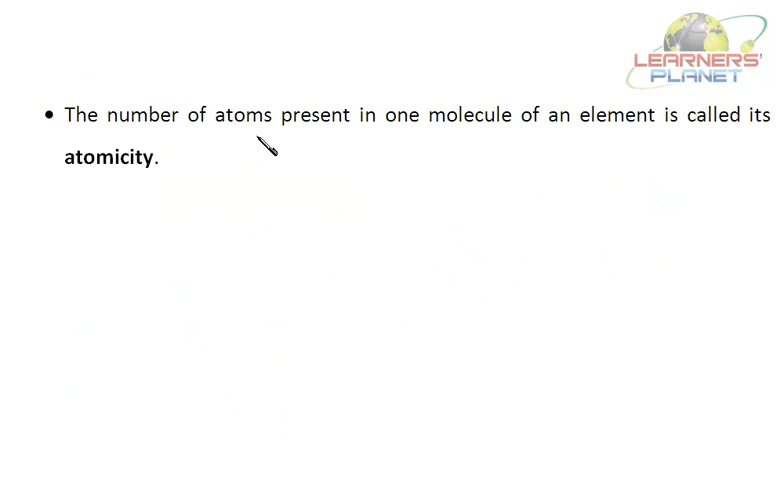 LEARNERS'
PLANET
• The number of atoms present in one molecule of an element is called its
atomicity.